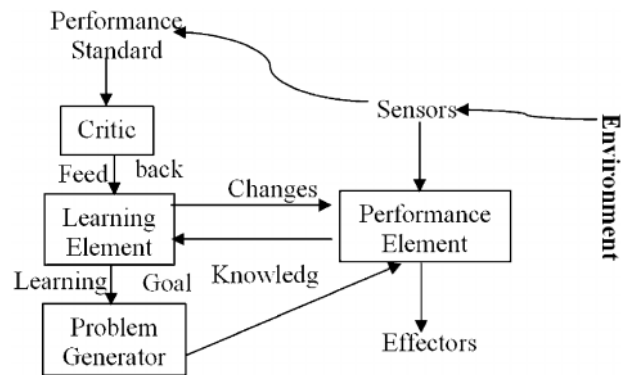 Performance
Standard
Sensors
Environment
Critic
Feed back
Changes
Learning
Element
Performance
Element
Learning Goal
Knowledg
Problem
Generator
Effectors